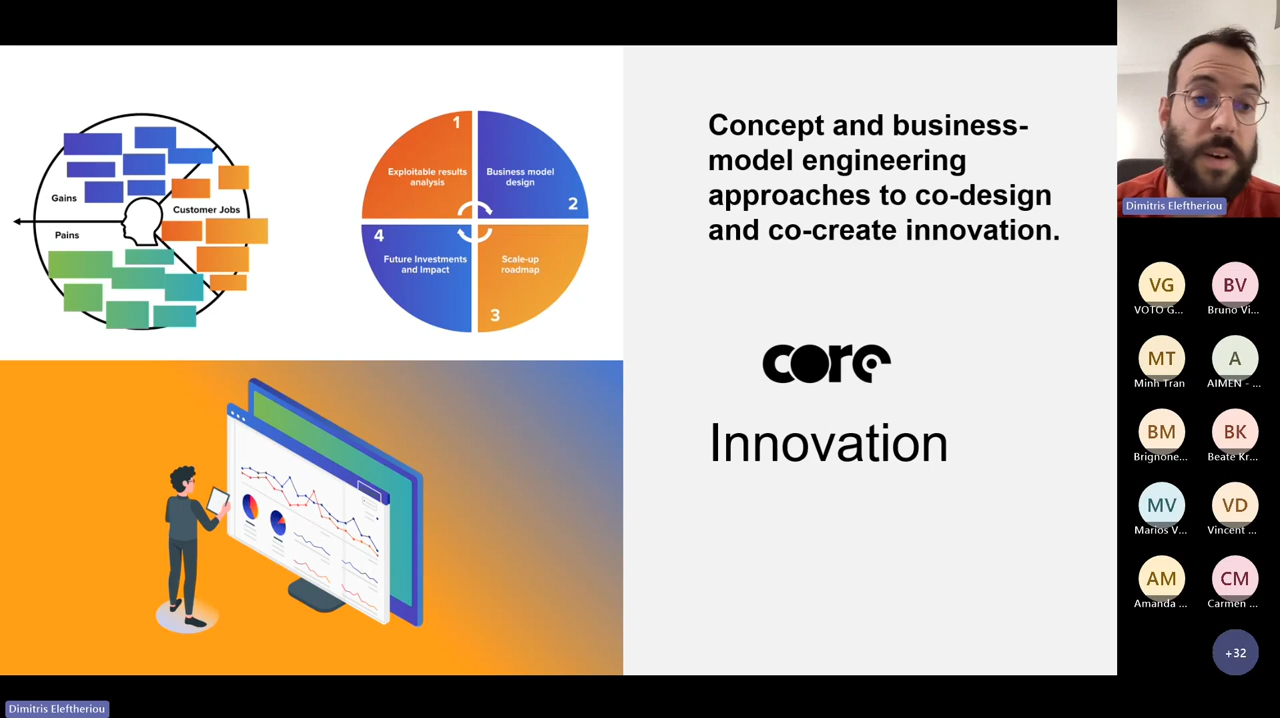 Gains
Customer Jobs
Pains
1
Exploitable results
analysis
Business model
design
2
4
Future Investments
and Impact
Scale-up
roadmap
3
Concept and business-
model engineering
approaches to co-design
and co-create innovation.
core
Innovation
Dimitris Eleftheriou
VG
VOTO G...
BV
Bruno Vi...
MT
Minh Tran
A
AIMEN - ...
BM
Brignone...
BK
Beate Kr...
MV
Marios V...
VD
Vincent ...
AM
Amanda ...
CM
Carmen ...
+32
Dimitris Eleftheriou